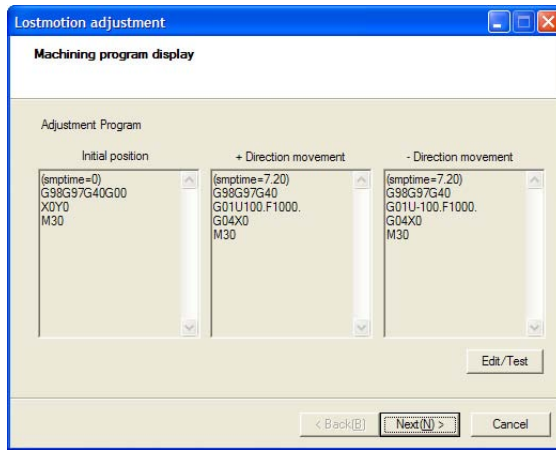 Lostmotion adjustment
Machining program display
Adjustment Program
Initial position
(smptime=0)
G98G97G40G00
X0Y0
M30
+ Direction movement
(smptime=7.20)
G98G97G40
G01U100.F1000.
G04X0
M30
- Direction movement
(smptime=7.20)
G98G97G40
G01U-100.F1000.
G04X0
M30
Edit/Test
< Back(B)
Next(N) >
Cancel